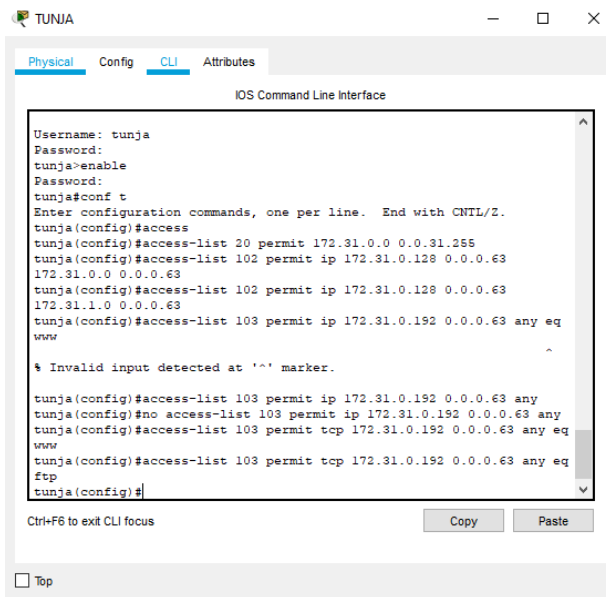 TUNJA
Physical Config CLI Attributes
IOS Command Line Interface
Username: tunja
Password:
tunja>enable
Password:
tunja#conf t
Enter configuration commands, one per line.  End with CNTL/Z.
tunja(config)#access
tunja(config)#access-list 20 permit 172.31.0.0 0.0.31.255
tunja(config)#access-list 102 permit ip 172.31.0.128 0.0.0.63
172.31.0.0 0.0.0.63
tunja(config)#access-list 102 permit ip 172.31.0.128 0.0.0.63
172.31.1.0 0.0.0.63
tunja(config)#access-list 103 permit ip 172.31.0.192 0.0.0.63 any eq
www
^
% Invalid input detected at '^' marker.
tunja(config)#access-list 103 permit ip 172.31.0.192 0.0.0.63 any
tunja(config)#no access-list 103 permit ip 172.31.0.192 0.0.0.63 any
tunja(config)#access-list 103 permit tcp 172.31.0.192 0.0.0.63 any eq
www
tunja(config)#access-list 103 permit tcp 172.31.0.192 0.0.0.63 any eq
ftp
tunja(config)#
Ctrl+F6 to exit CLI focus Copy Paste
Top